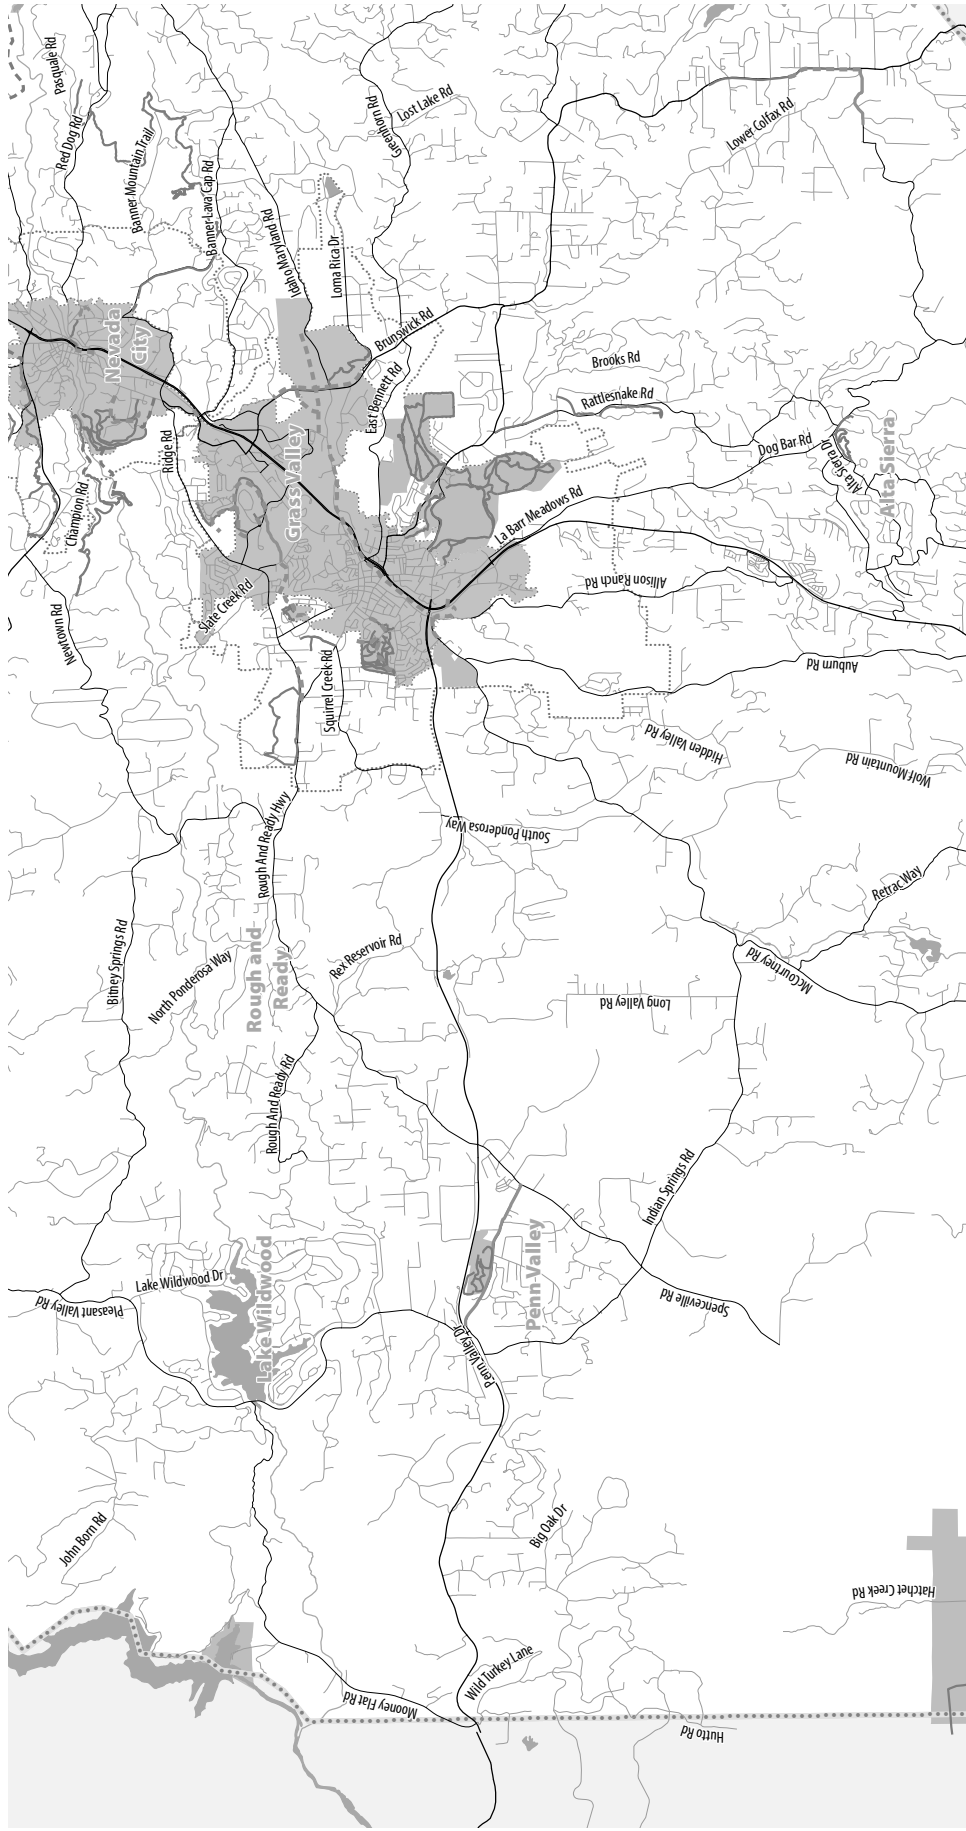 Pasquale Rd
Red Dog Rd
Banner Mountain Trail
Banner-Lava Cap Rd
Greenhorn Rd
Lost Lake Rd
Lower Colfax Rd
Idaho Maryland Rd
Loma Rica Dr
Nevada
City
Brunswick Rd
East Bennett Rd
Brooks Rd
Rattlesnake Rd
Ridge Rd
Grass Valley
Dog Bar Rd
Alta Sierra Dr
Alta Sierra
Champion Rd
La Barr Meadows Rd
Allison Ranch Rd
Slate Creek Rd
Newtown Rd
Squirrel Creek Rd
Auburn Rd
Hidden Valley Rd
Wolf Mountain Rd
Rough And Ready Hwy
South Ponderosa Way
Retrac Way
Bitney Springs Rd
North Ponderosa Way
Rough and
Ready
Rex Reservoir Rd
McCourtney Rd
Long Valley Rd
Rough And Ready Rd
Indian Springs Rd
Lake Wildwood Dr
Pleasant Valley Rd
Lake Wildwood
Penn Valley
Penn Valley Dr
Spenceville Rd
John Born Rd
Big Oak Dr
Hatchet Creek Rd
Wild Turkey Lane
Mooney Flat Rd
Hutto Rd